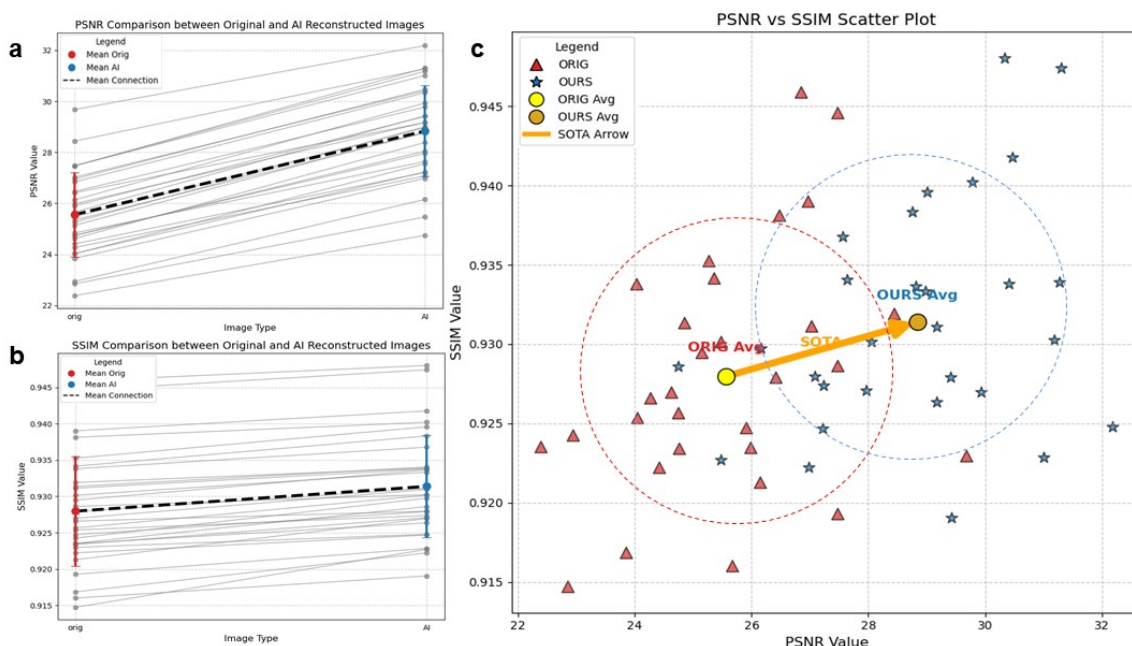 a
PSNR Comparison between Original and AI Reconstructed Images
Legend
Mean Orig
Mean AI
Mean Connection
PSNR Value
32
30
28
26
24
22
orig
AI
Image Type
b
SSIM Comparison between Original and AI Reconstructed Images
Legend
Mean Orig
Mean AI
Mean Connection
SSIM Value
0.945
0.940
0.935
0.930
0.925
0.920
0.915
orig
AI
Image Type
c
PSNR vs SSIM Scatter Plot
Legend
ORIG
OURS
ORIG Avg
OURS Avg
SOTA Arrow
SSIM Value
0.945
0.940
0.935
0.930
0.925
0.920
0.915
OURS Avg
ORIG Avg
SOTA
22
24
26
28
30
32
PSNR Value